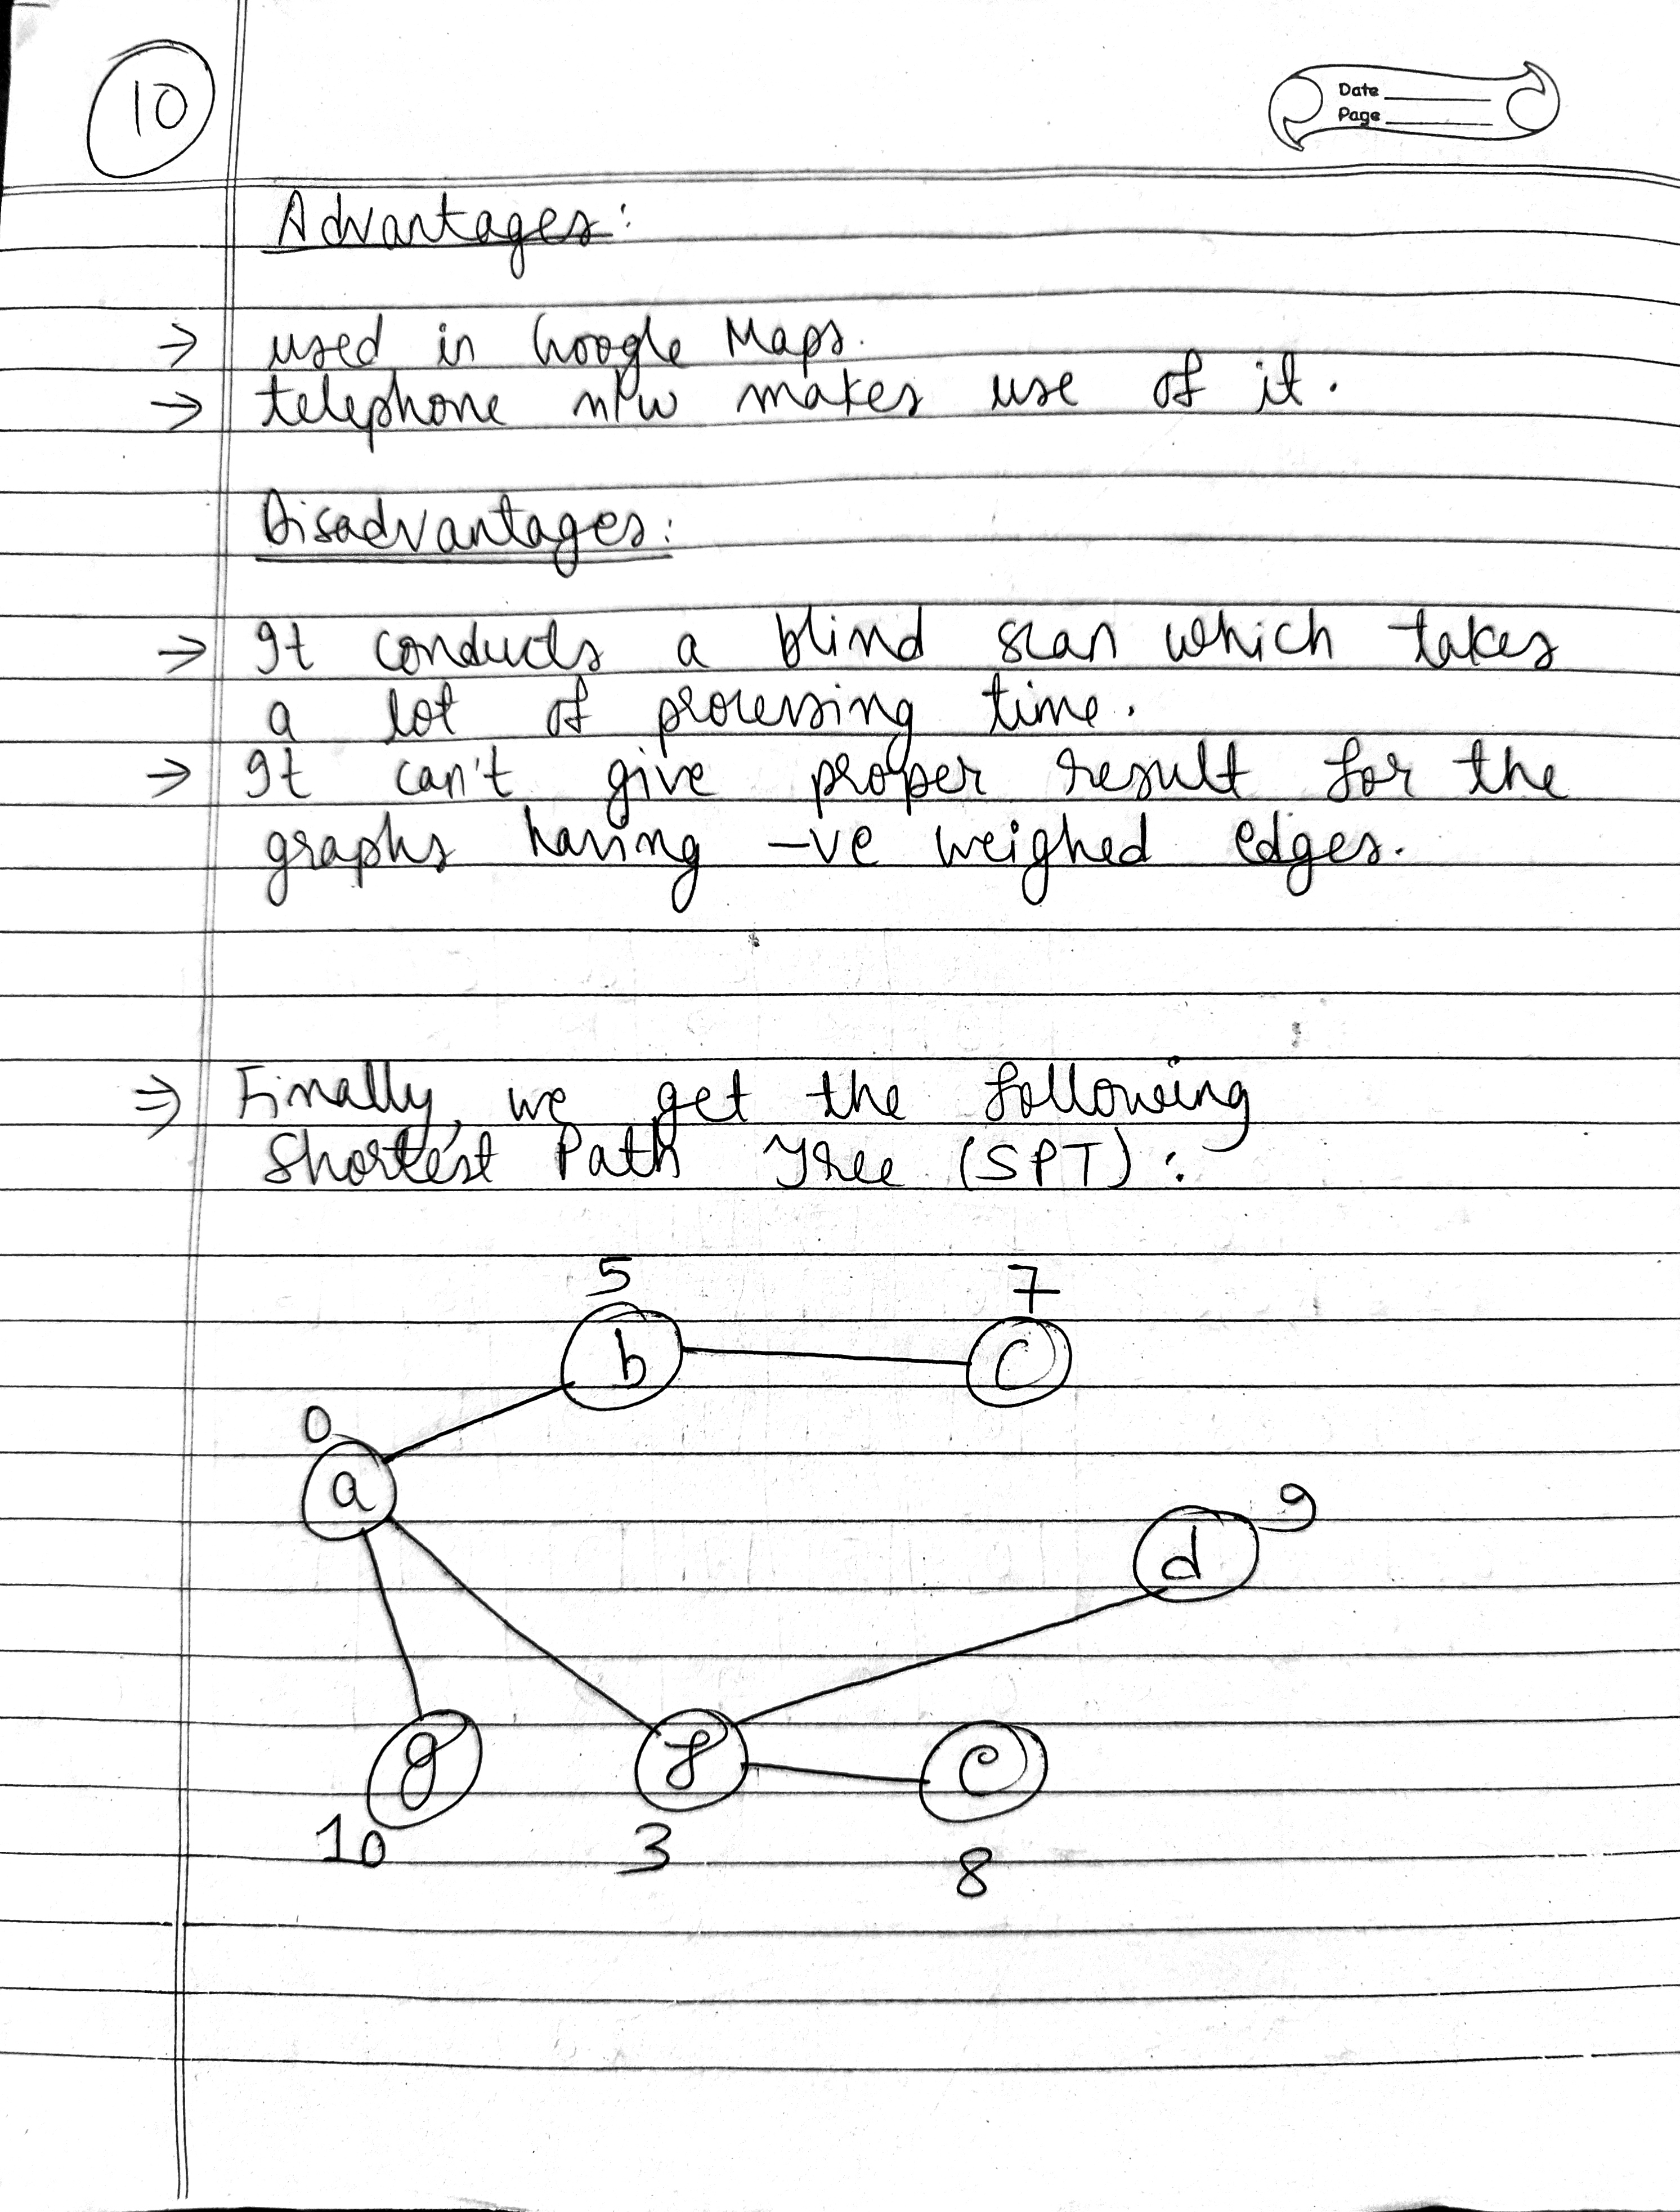 10
Date
Page
Advantages:
→ used in Google Maps.
→ telephone n/w makes use of it.
Disadvantages:
→ It conducts a blind scan which takes
a lot of processing time.
→ It can't give proper result for the
graphs having -ve weighed edges.
⇒ Finally, we get the following
Shortest Path Tree (SPT):
5 7
b c
0
a
9
d
g f e
10 3 8